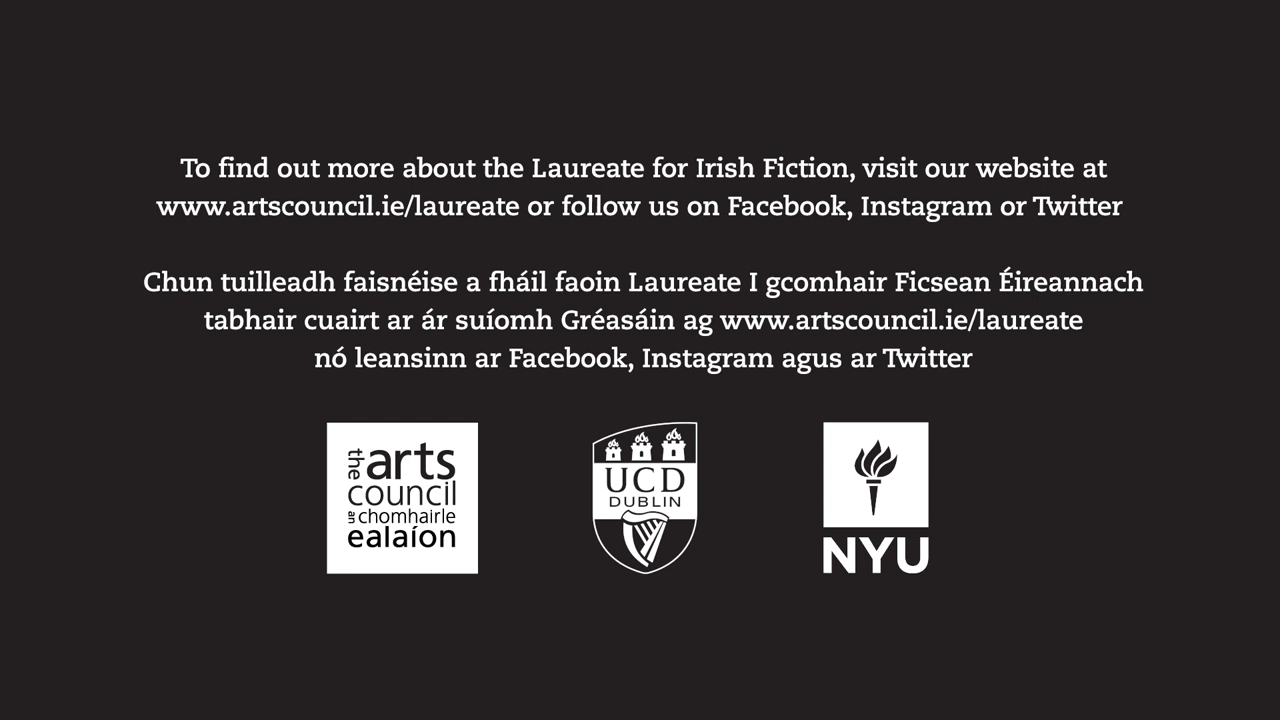 To find out more about the Laureate for Irish Fiction, visit our website at
www.artscouncil.ie/laureate or follow us on Facebook, Instagram or Twitter
Chun tuilleadh faisnéise a fháil faoin Laureate I gcomhair Ficsean Éireannach
tabhair cuairt ar ár suíomh Gréasáin ag www.artscouncil.ie/laureate
nó leansinn ar Facebook, Instagram agus ar Twitter
the arts
council
an chomhairle
ealaíon
UCD
DUBLIN
NYU